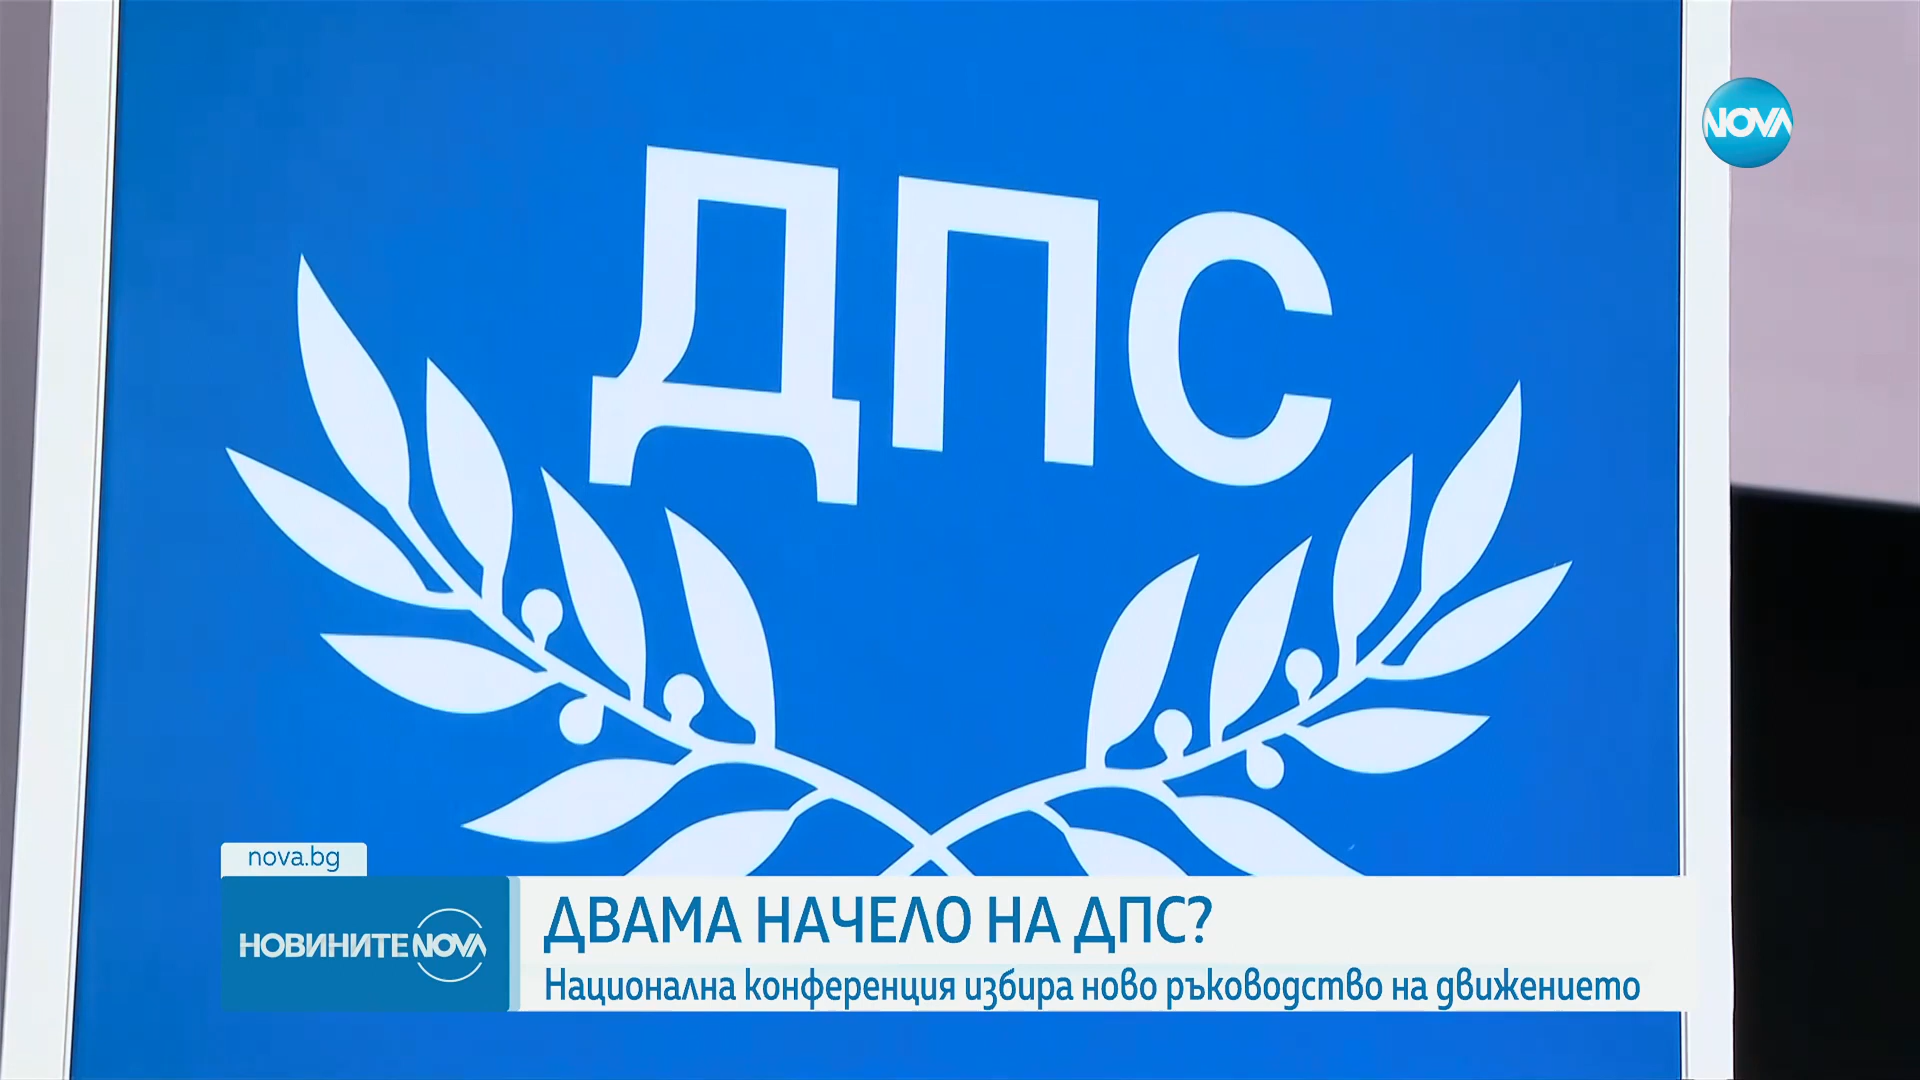 NOVA
ДПС
nova.bg
НОВИНИТЕ NOVA
ДВАМА НАЧЕЛО НА ДПС?
Национална конференция избира ново ръководство на движението